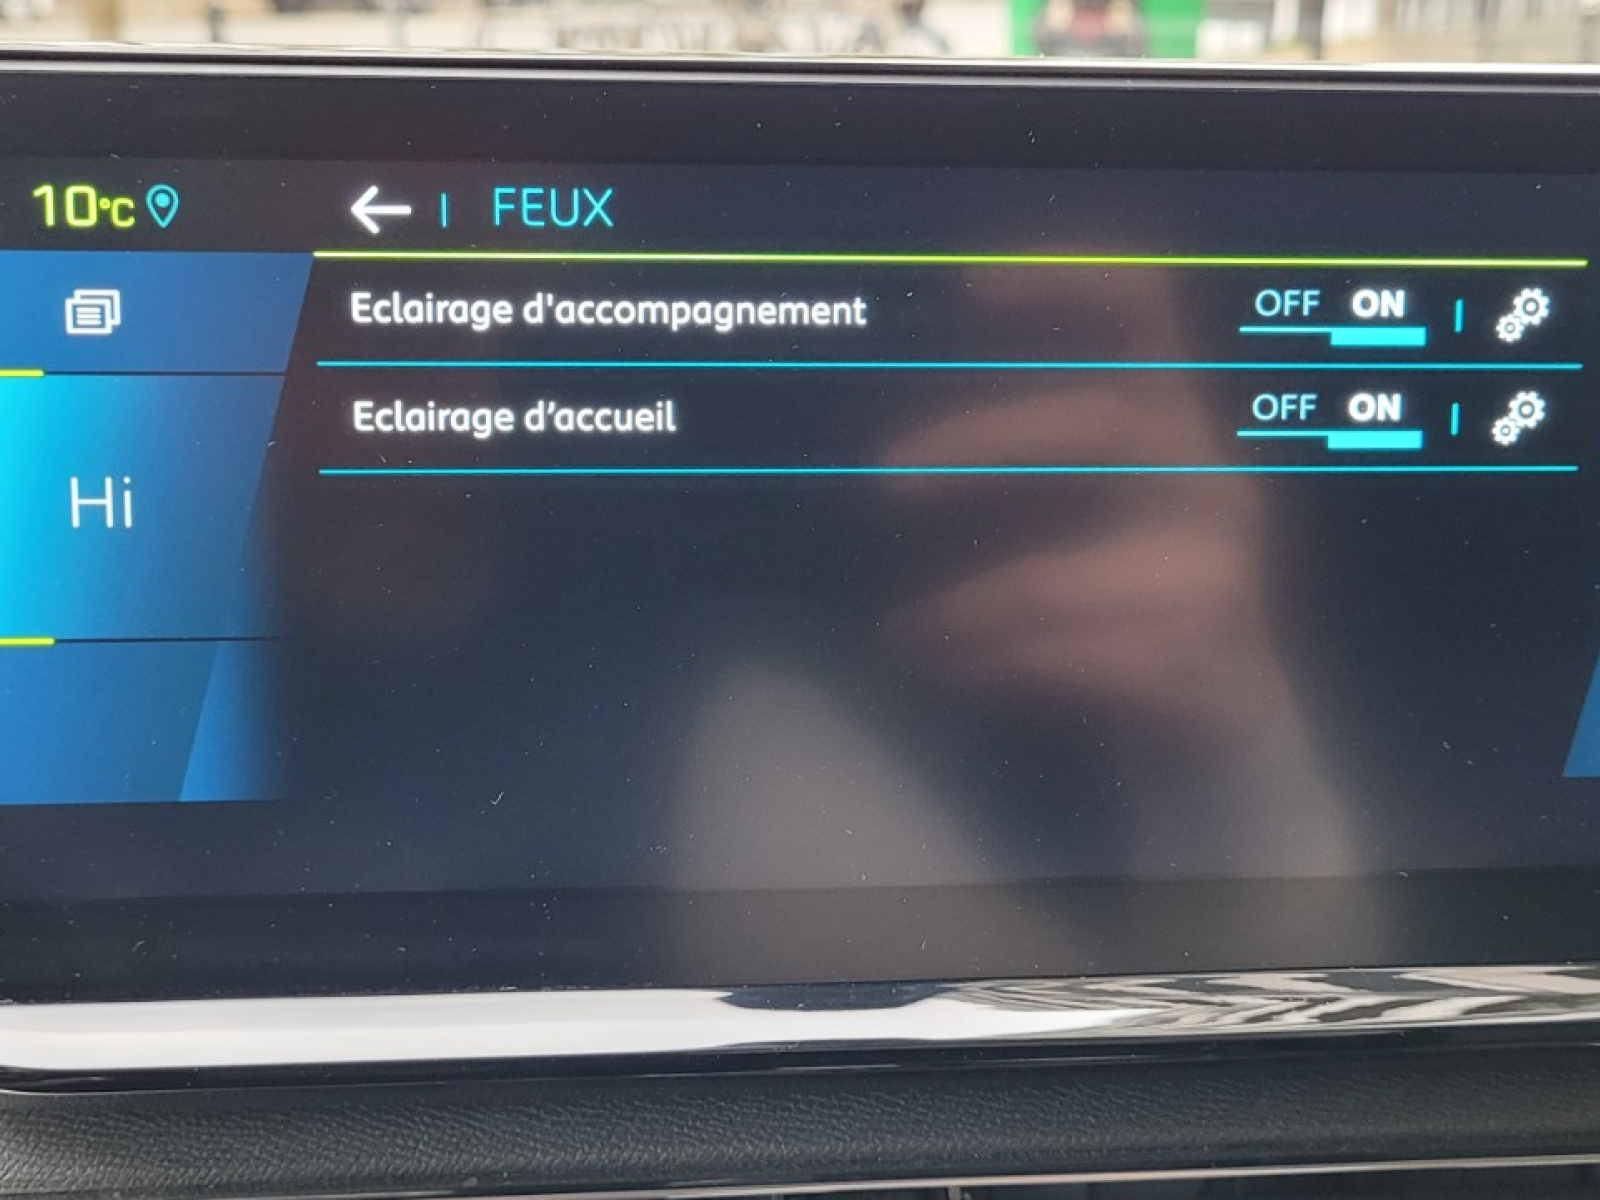 10°C
FEUX
Eclairage d'accompagnement OFF ON
Eclairage d’accueil OFF ON
Hi